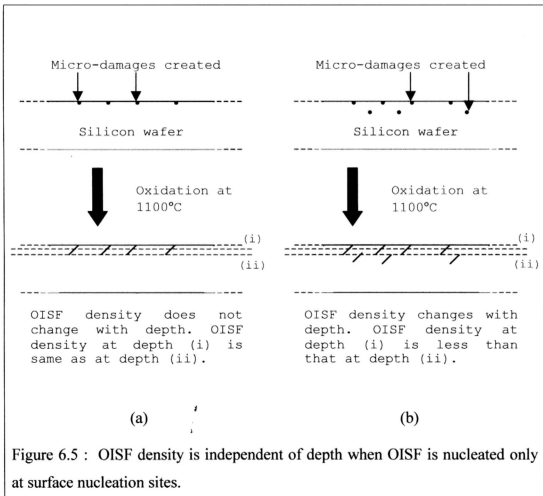 Micro-damages created
Silicon wafer
Oxidation at
1100°C
(i)
(ii)
OISF density does not
change with depth. OISF
density at depth (i) is
same as at depth (ii).
(a)
Micro-damages created
Silicon wafer
Oxidation at
1100°C
(i)
(ii)
OISF density changes with
depth. OISF density at
depth (i) is less than
that at depth (ii).
(b)
Figure 6.5 : OISF density is independent of depth when OISF is nucleated only
at surface nucleation sites.